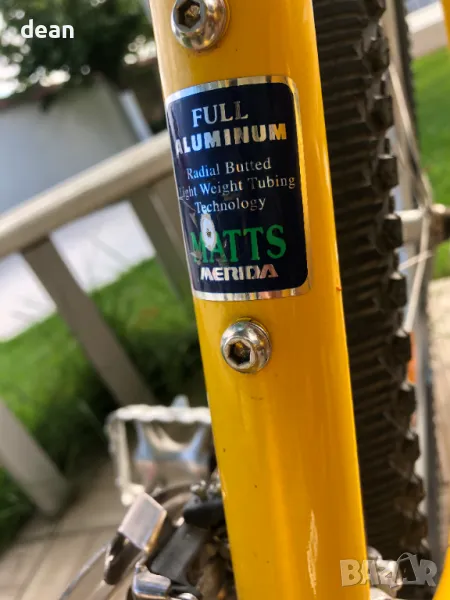 dean
FULL
ALUMINUM
Radial Butted
Light Weight Tubing
Technology
MATTS
MERIDA
BAZAR